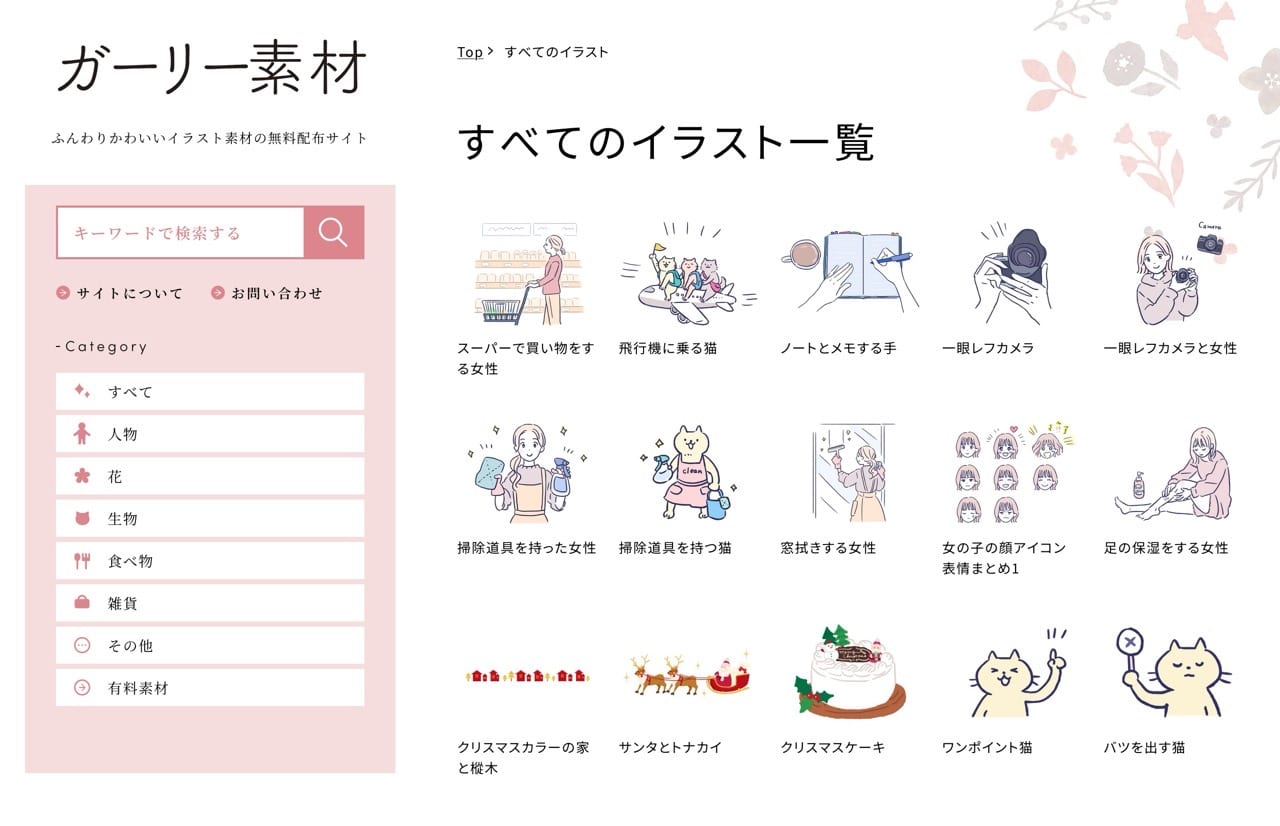 ガーリー素材
ふんわりかわいいイラスト素材の無料配布サイト
キーワードで検索する
サイトについて
お問い合わせ
-Category
すべて
人物
花
生物
食べ物
雑貨
その他
有料素材
Top
すべてのイラスト
すべてのイラスト一覧
Camera
スーパーで買い物をす
る女性
飛行機に乗る猫
ノートとメモする手
一眼レフカメラ
一眼レフカメラと女性
clean
掃除道具を持った女性
掃除道具を持つ猫
窓拭きする女性
女の子の顔アイコン
表情まとめ1
足の保湿をする女性
クリスマスカラーの家
と樅木
サンタとトナカイ
クリスマスケーキ
ワンポイント猫
バツを出す猫